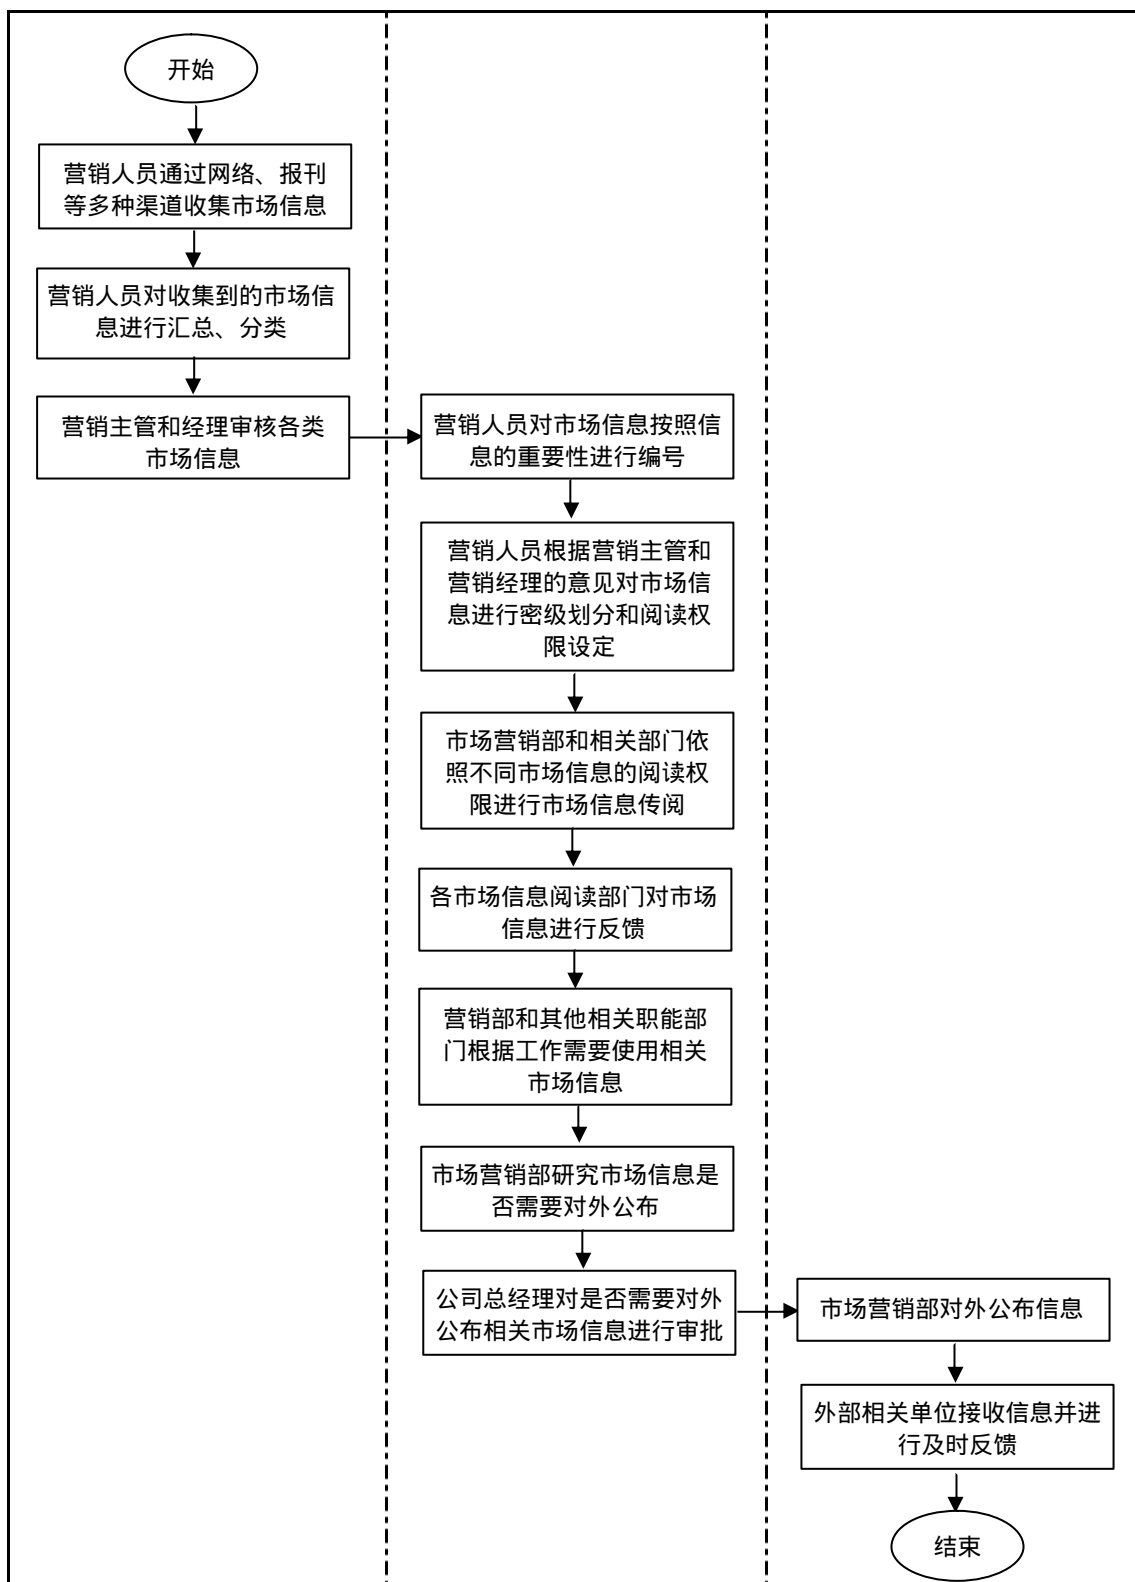 开始
营销人员通过网络、报刊
等多种渠道收集市场信息
营销人员对收集到的市场信
息进行汇总、分类
营销主管和经理审核各类
市场信息
营销人员对市场信息按照信
息的重要性进行编号
营销人员根据营销主管和
营销经理的意见对市场信
息进行密级划分和阅读权
限设定
市场营销部和相关部门依
照不同市场信息的阅读权
限进行市场信息传阅
各市场信息阅读部门对市场
信息进行反馈
营销部和其他相关职能部
门根据工作需要使用相关
市场信息
市场营销部研究市场信息是
否需要对外公布
公司总经理对是否需要对外
公布相关市场信息进行审批
市场营销部对外公布信息
外部相关单位接收信息并进
行及时反馈
结束